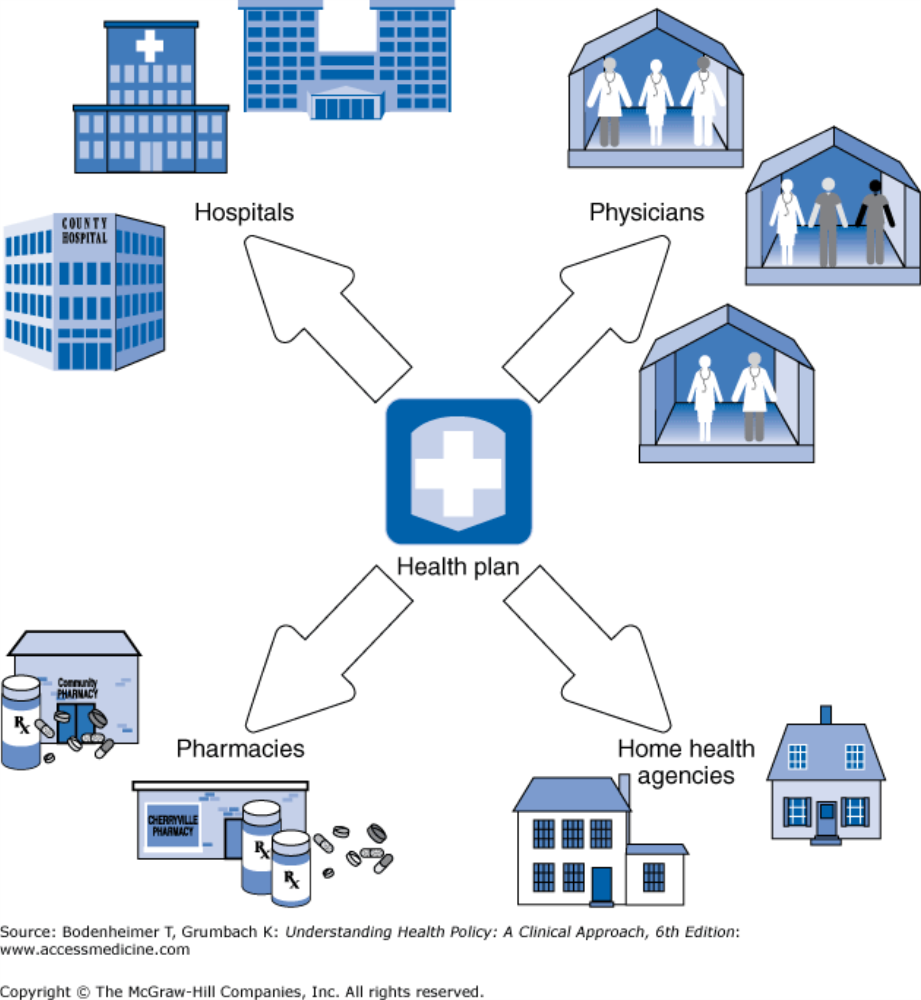 COUNTY
HOSPITAL
Hospitals
Physicians
Health plan
Community
PHARMACY
Rx
Pharmacies
CHERRYVILLE
PHARMACY
Rx
Rx
Home health
agencies
Source: Bodenheimer T, Grumbach K: Understanding Health Policy: A Clinical Approach, 6th Edition:
www.accessmedicine.com
Copyright © The McGraw-Hill Companies, Inc. All rights reserved.